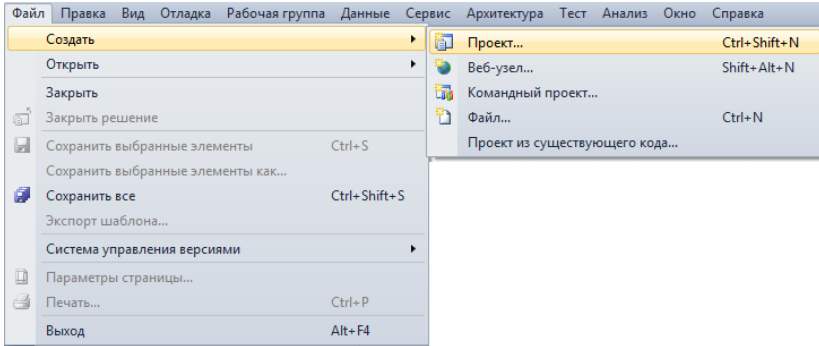 Файл Правка Вид Отладка Рабочая группа Данные Сервис Архитектура Тест Анализ Окно Справка
Создать
Открыть
Закрыть
Закрыть решение
Сохранить выбранные элементы Ctrl+S
Сохранить выбранные элементы как...
Сохранить все Ctrl+Shift+S
Экспорт шаблона...
Система управления версиями
Параметры страницы...
Печать... Ctrl+P
Выход Alt+F4
Проект... Ctrl+Shift+N
Веб-узел... Shift+Alt+N
Командный проект...
Файл... Ctrl+N
Проект из существующего кода...